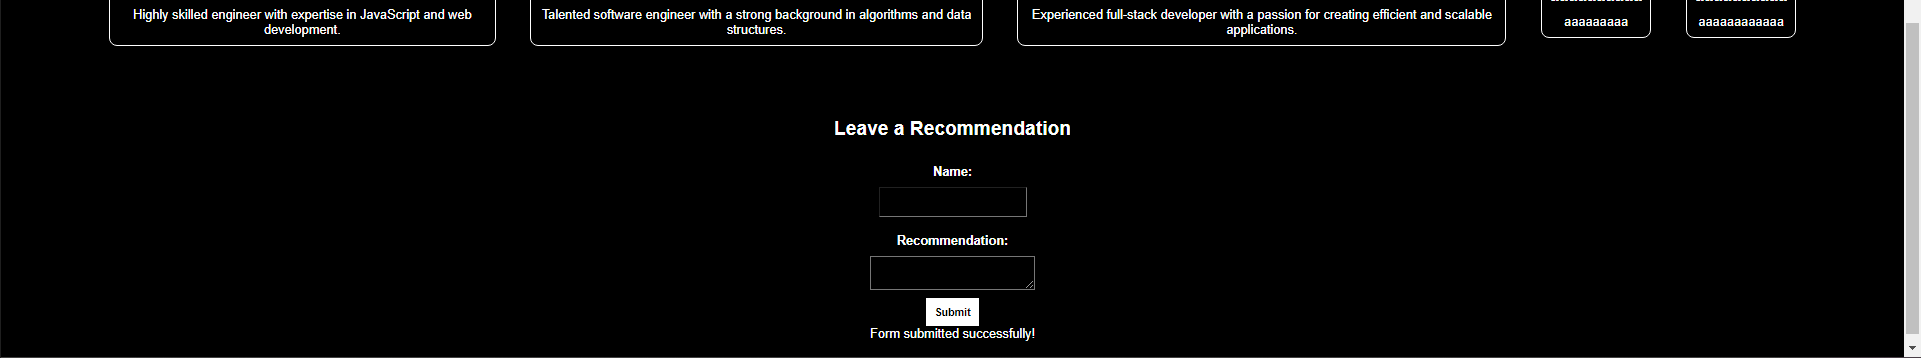 Highly skilled engineer with expertise in JavaScript and web
development.
Talented software engineer with a strong background in algorithms and data
structures.
Experienced full-stack developer with a passion for creating efficient and scalable
applications.
aaaaaaaaa
aaaaaaaaaaaa
Leave a Recommendation
Name:
Recommendation:
Submit
Form submitted successfully!